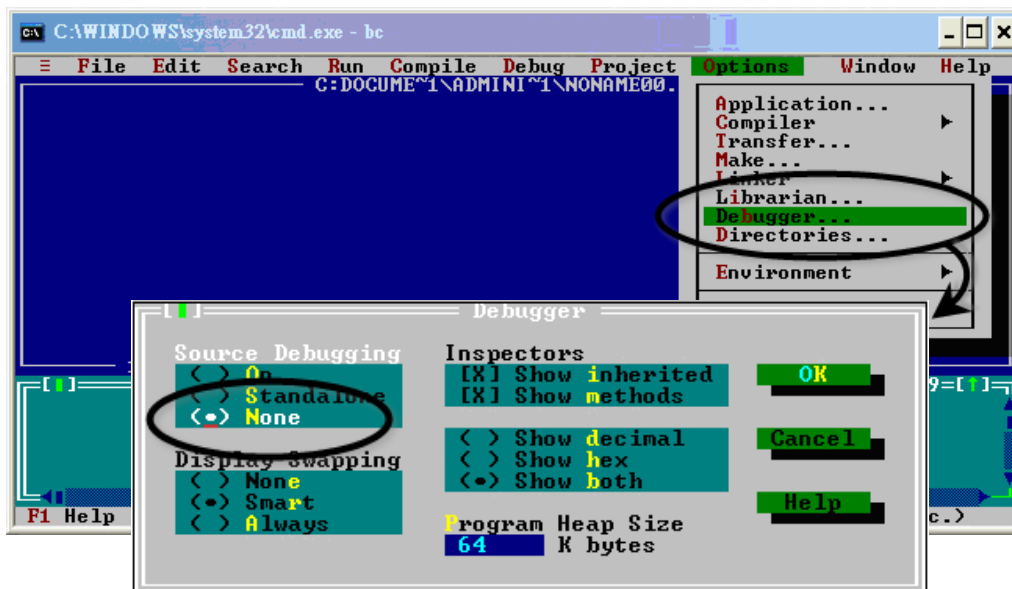 C:\WINDOWS\system32\cmd.exe - bc
≡ File Edit Search Run Compile Debug Project Options Window Help
C:DOCUME~1\ADMINI~1\NONAME00.
Application...
Compiler
Transfer...
Make...
Linker
Librarian...
Debugger...
Directories...
Environment
Debugger
Source Debugging
( ) On
( ) Standalone
(•) None
Display Swapping
( ) None
(•) Smart
( ) Always
Inspectors
[X] Show inherited
[X] Show methods
( ) Show decimal
( ) Show hex
(•) Show both
Program Heap Size
64 K bytes
OK
Cancel
Help
9=[↑]
F1 Help
c.)